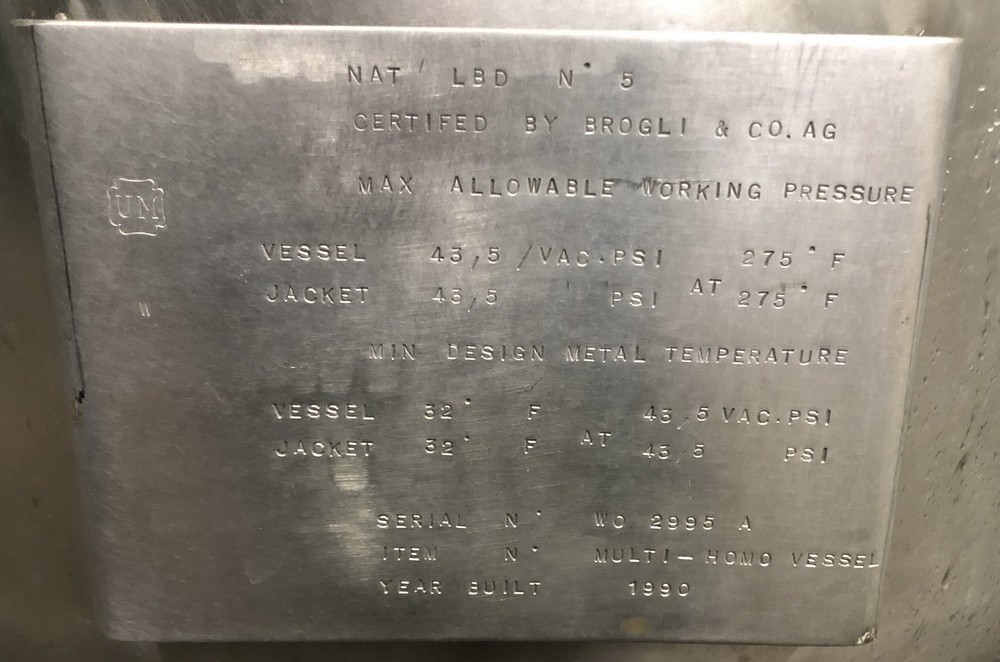 NAT' LBD N° 5
CERTIFED BY BROGLI & CO. AG
MAX ALLOWABLE WORKING PRESSURE
UM
VESSEL 43,5 /VAC.PSI 275° F
JACKET 43,5 ' PSI AT 275° F
W
MIN DESIGN METAL TEMPERATURE
VESSEL 32° F 43,5 VAC.PSI
JACKET 32° F AT 43,5 PSI
SERIAL N° WO 2995 A
ITEM N° MULTI-HOMO VESSEL
YEAR BUILT 1990